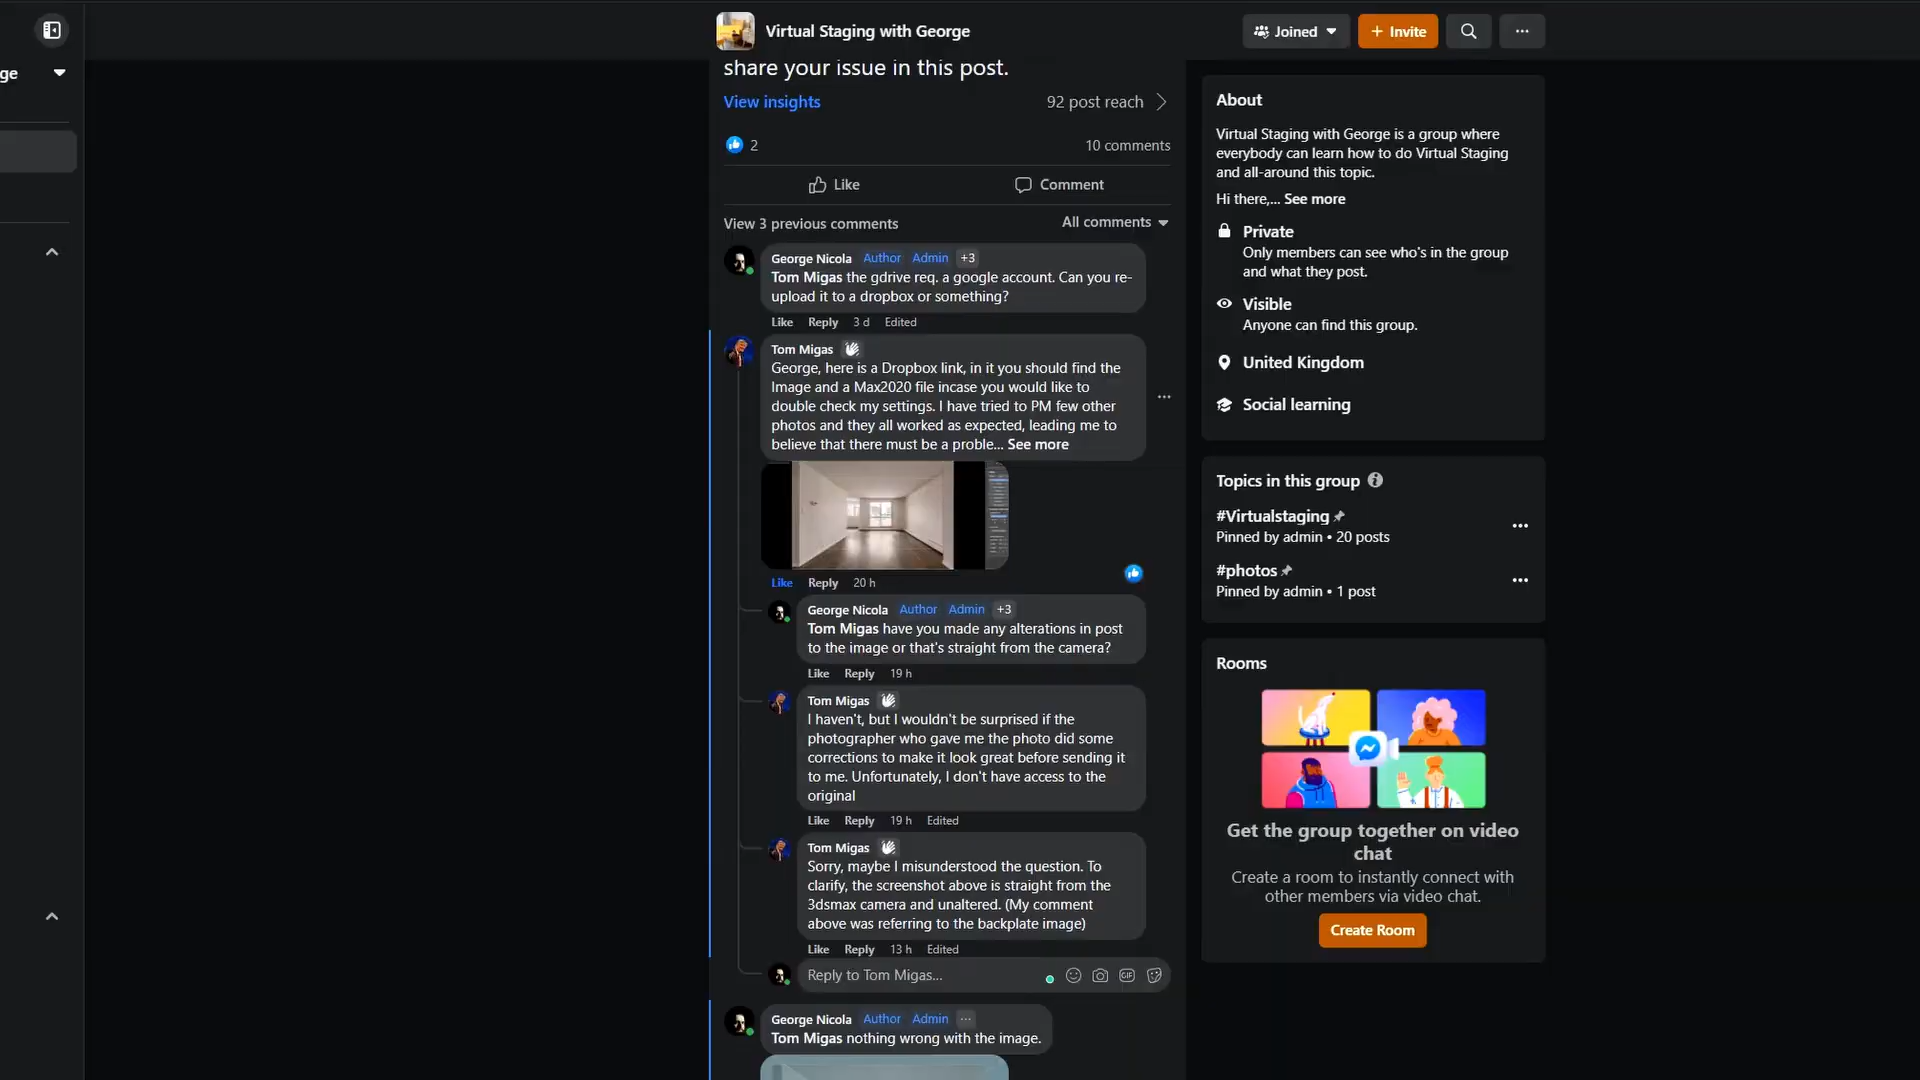 ge
Virtual Staging with George
Joined
+ Invite
share your issue in this post.
View insights
92 post reach
2
10 comments
Like
Comment
View 3 previous comments
All comments
George Nicola Author Admin +3
Tom Migas the gdrive req. a google account. Can you re-
upload it to a dropbox or something?
Like Reply 3 d Edited
Tom Migas
George, here is a Dropbox link, in it you should find the
Image and a Max2020 file incase you would like to
double check my settings. I have tried to PM few other
photos and they all worked as expected, leading me to
believe that there must be a proble... See more
Like Reply 20 h
George Nicola Author Admin +3
Tom Migas have you made any alterations in post
to the image or that's straight from the camera?
Like Reply 19 h
Tom Migas
I haven't, but I wouldn't be surprised if the
photographer who gave me the photo did some
corrections to make it look great before sending it
to me. Unfortunately, I don't have access to the
original
Like Reply 19 h Edited
Tom Migas
Sorry, maybe I misunderstood the question. To
clarify, the screenshot above is straight from the
3dsmax camera and unaltered. (My comment
above was referring to the backplate image)
Like Reply 13 h Edited
Reply to Tom Migas...
GIF
George Nicola Author Admin ...
Tom Migas nothing wrong with the image.
About
Virtual Staging with George is a group where
everybody can learn how to do Virtual Staging
and all-around this topic.
Hi there,... See more
Private
Only members can see who's in the group
and what they post.
Visible
Anyone can find this group.
United Kingdom
Social learning
Topics in this group
#Virtualstaging
Pinned by admin • 20 posts
#photos
Pinned by admin • 1 post
Rooms
Get the group together on video
chat
Create a room to instantly connect with
other members via video chat.
Create Room